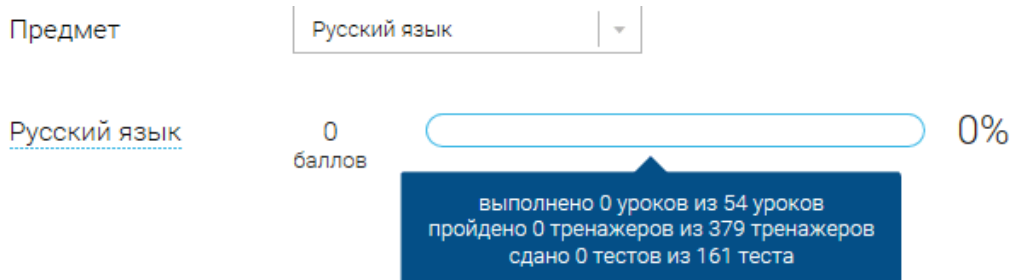 Предмет
Русский язык
Русский язык
0
баллов
0%
выполнено 0 уроков из 54 уроков
пройдено 0 тренажеров из 379 тренажеров
сдано 0 тестов из 161 теста